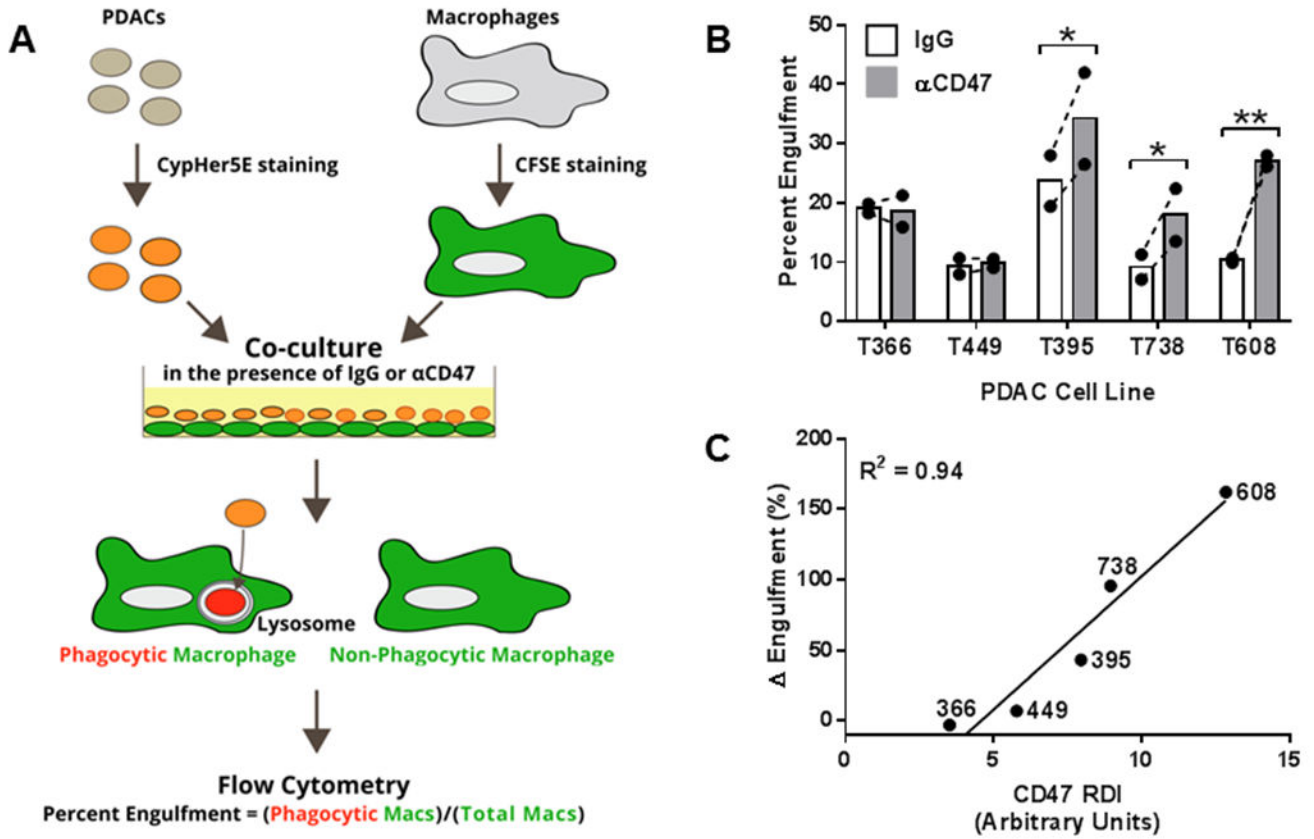 A
PDACs
Macrophages
CypHer5E staining
CFSE staining
Co-culture
in the presence of IgG or αCD47
Lysosome
Phagocytic Macrophage
Non-Phagocytic Macrophage
Flow Cytometry
Percent Engulfment = (Phagocytic Macs)/(Total Macs)
B
IgG
αCD47
*
*
**
Percent Engulfment
50
40
30
20
10
0
T366 T449 T395 T738 T608
PDAC Cell Line
C
R² = 0.94
Δ Engulfment (%)
200
150
100
50
0
608
738
395
366
449
0 5 10 15
CD47 RDI
(Arbitrary Units)